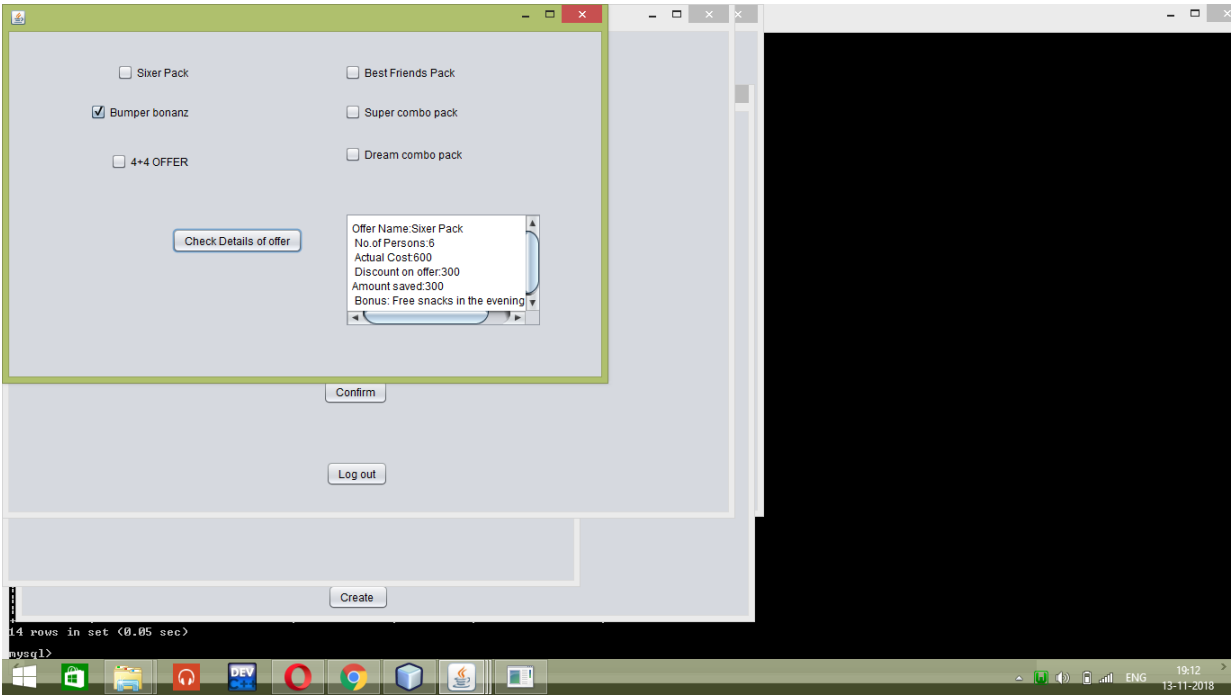 Sixer Pack
Best Friends Pack
Bumper bonanz
Super combo pack
4+4 OFFER
Dream combo pack
Check Details of offer
Offer Name:Sixer Pack
No.of Persons:6
Actual Cost:600
Discount on offer:300
Amount saved:300
Bonus: Free snacks in the evening
Confirm
Log out
Create
14 rows in set (0.05 sec)
mysql>
DEV
C++
ENG
19:12
13-11-2018